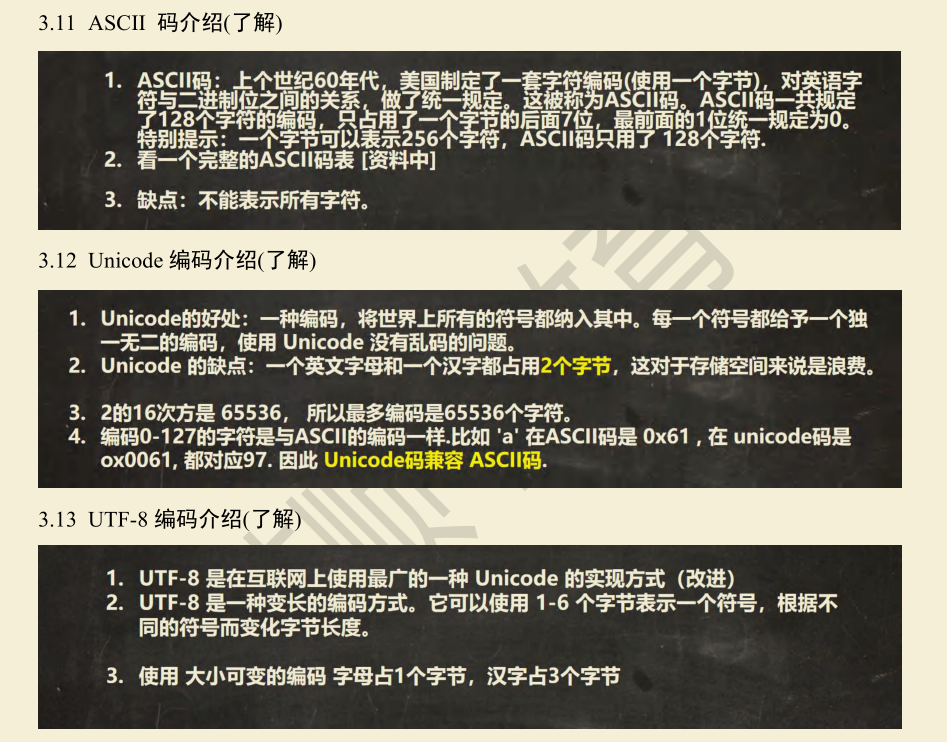 3.11 ASCII 码介绍(了解)
1. ASCII码：上个世纪60年代，美国制定了一套字符编码(使用一个字节)，对英语字
符与二进制位之间的关系，做了统一规定。这被称为ASCII码。ASCII码一共规定
了128个字符的编码，只占用了一个字节的后面7位，最前面的1位统一规定为0。
特别提示：一个字节可以表示256个字符，ASCII码只用了 128个字符.
2. 看一个完整的ASCII码表 [资料中]
3. 缺点：不能表示所有字符。
3.12 Unicode 编码介绍(了解)
1. Unicode的好处：一种编码，将世界上所有的符号都纳入其中。每一个符号都给予一个独
一无二的编码，使用 Unicode 没有乱码的问题。
2. Unicode 的缺点：一个英文字母和一个汉字都占用2个字节，这对于存储空间来说是浪费。
3. 2的16次方是 65536， 所以最多编码是65536个字符。
4. 编码0-127的字符是与ASCII的编码一样.比如 'a' 在ASCII码是 0x61 , 在 unicode码是
ox0061, 都对应97. 因此 Unicode码兼容 ASCII码.
3.13 UTF-8 编码介绍(了解)
1. UTF-8 是在互联网上使用最广的一种 Unicode 的实现方式（改进）
2. UTF-8 是一种变长的编码方式。它可以使用 1-6 个字节表示一个符号，根据不
同的符号而变化字节长度。
3. 使用 大小可变的编码 字母占1个字节，汉字占3个字节